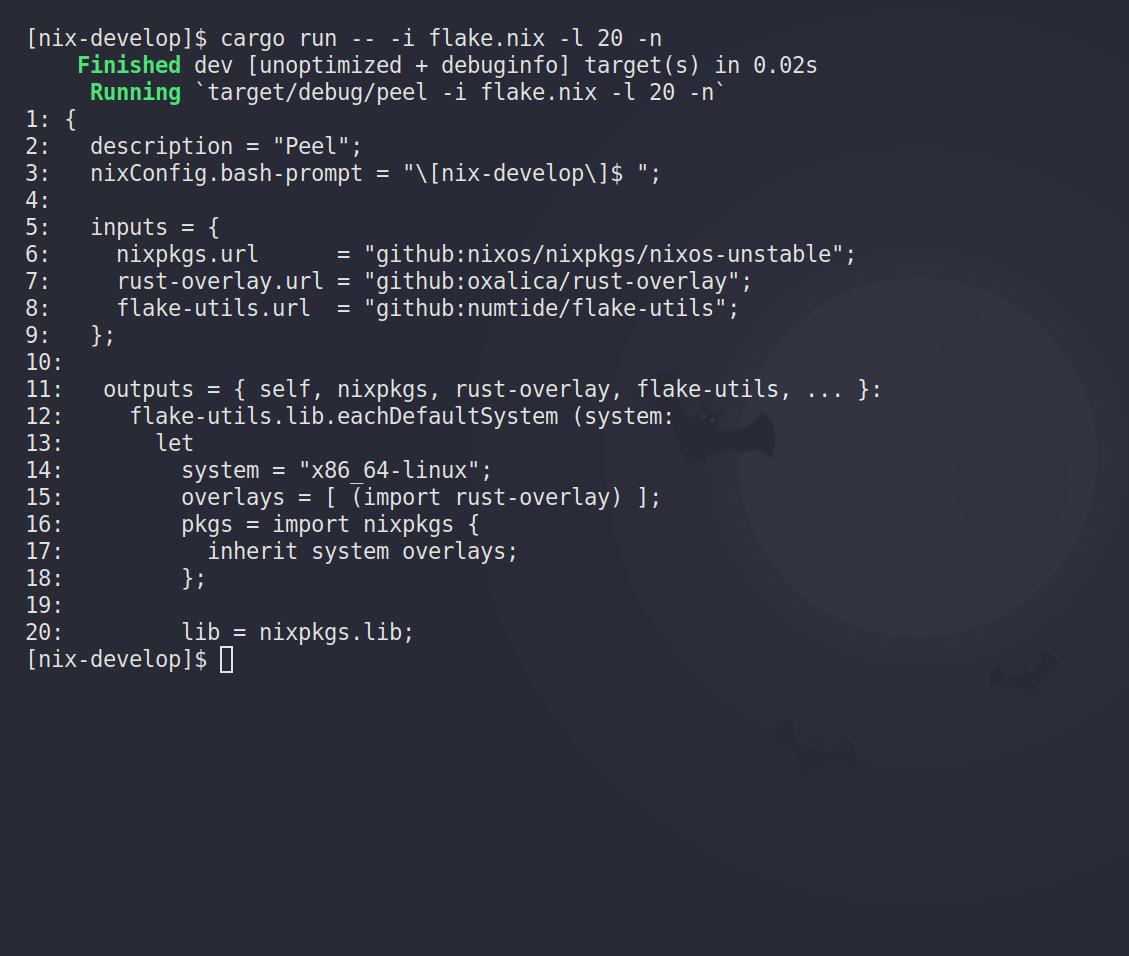 [nix-develop]$ cargo run -- -i flake.nix -l 20 -n
    Finished dev [unoptimized + debuginfo] target(s) in 0.02s
     Running `target/debug/peel -i flake.nix -l 20 -n`
1: {
2:   description = "Peel";
3:   nixConfig.bash-prompt = "\[nix-develop\]$ ";
4:
5:   inputs = {
6:     nixpkgs.url      = "github:nixos/nixpkgs/nixos-unstable";
7:     rust-overlay.url = "github:oxalica/rust-overlay";
8:     flake-utils.url  = "github:numtide/flake-utils";
9:   };
10:
11:   outputs = { self, nixpkgs, rust-overlay, flake-utils, ... }:
12:     flake-utils.lib.eachDefaultSystem (system:
13:       let
14:         system = "x86_64-linux";
15:         overlays = [ (import rust-overlay) ];
16:         pkgs = import nixpkgs {
17:           inherit system overlays;
18:         };
19:
20:         lib = nixpkgs.lib;
[nix-develop]$